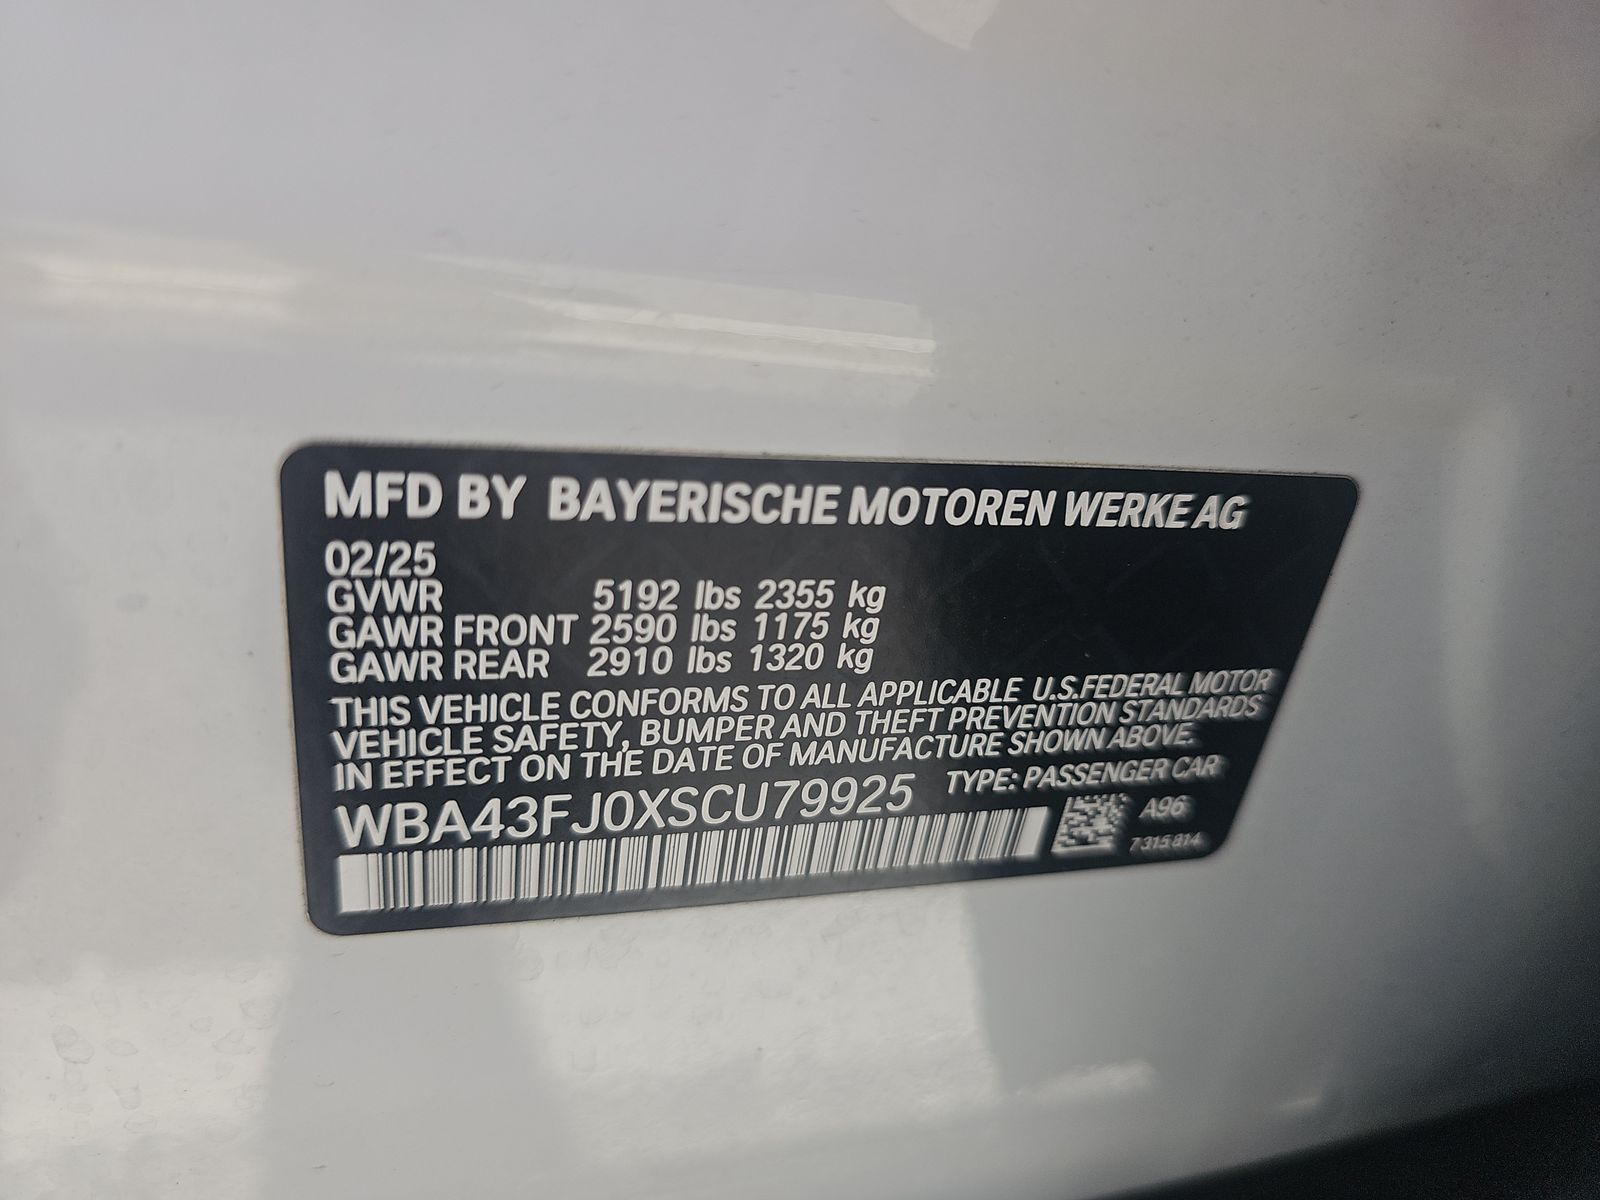 MFD BY BAYERISCHE MOTOREN WERKE AG
02/25
GVWR 5192 lbs 2355 kg
GAWR FRONT 2590 lbs 1175 kg
GAWR REAR 2910 lbs 1320 kg
THIS VEHICLE CONFORMS TO ALL APPLICABLE U.S.FEDERAL MOTOR
VEHICLE SAFETY, BUMPER AND THEFT PREVENTION STANDARDS
IN EFFECT ON THE DATE OF MANUFACTURE SHOWN ABOVE.
WBA43FJ0XSCU79925 TYPE: PASSENGER CAR
A96
7 315 814